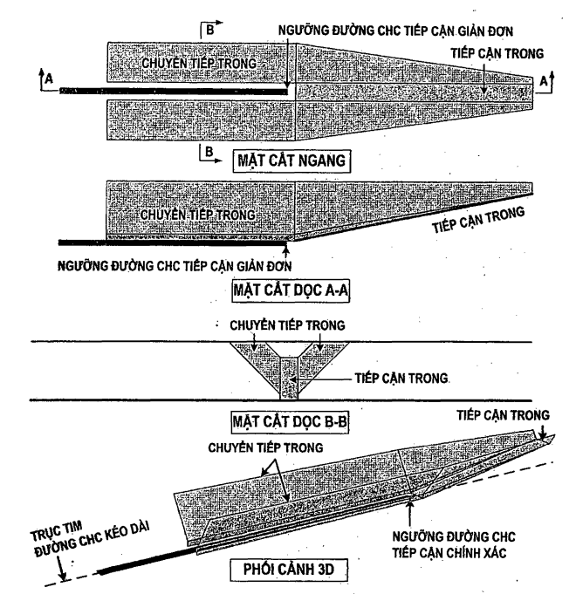 B
NGƯỠNG ĐƯỜNG CHC TIẾP CẬN GIẢN ĐƠN
TIẾP CẬN TRONG
CHUYỂN TIẾP TRONG
A
A
B
MẶT CẮT NGANG
CHUYỂN TIẾP TRONG
TIẾP CẬN TRONG
NGƯỠNG ĐƯỜNG CHC TIẾP CẬN GIẢN ĐƠN
MẶT CẮT DỌC A-A
CHUYỂN TIẾP TRONG
TIẾP CẬN TRONG
MẶT CẮT DỌC B-B
TIẾP CẬN TRONG
CHUYỂN TIẾP TRONG
TRỤC TIM
ĐƯỜNG CHC KÉO DÀI
NGƯỠNG ĐƯỜNG CHC
TIẾP CẬN CHÍNH XÁC
PHỐI CẢNH 3D